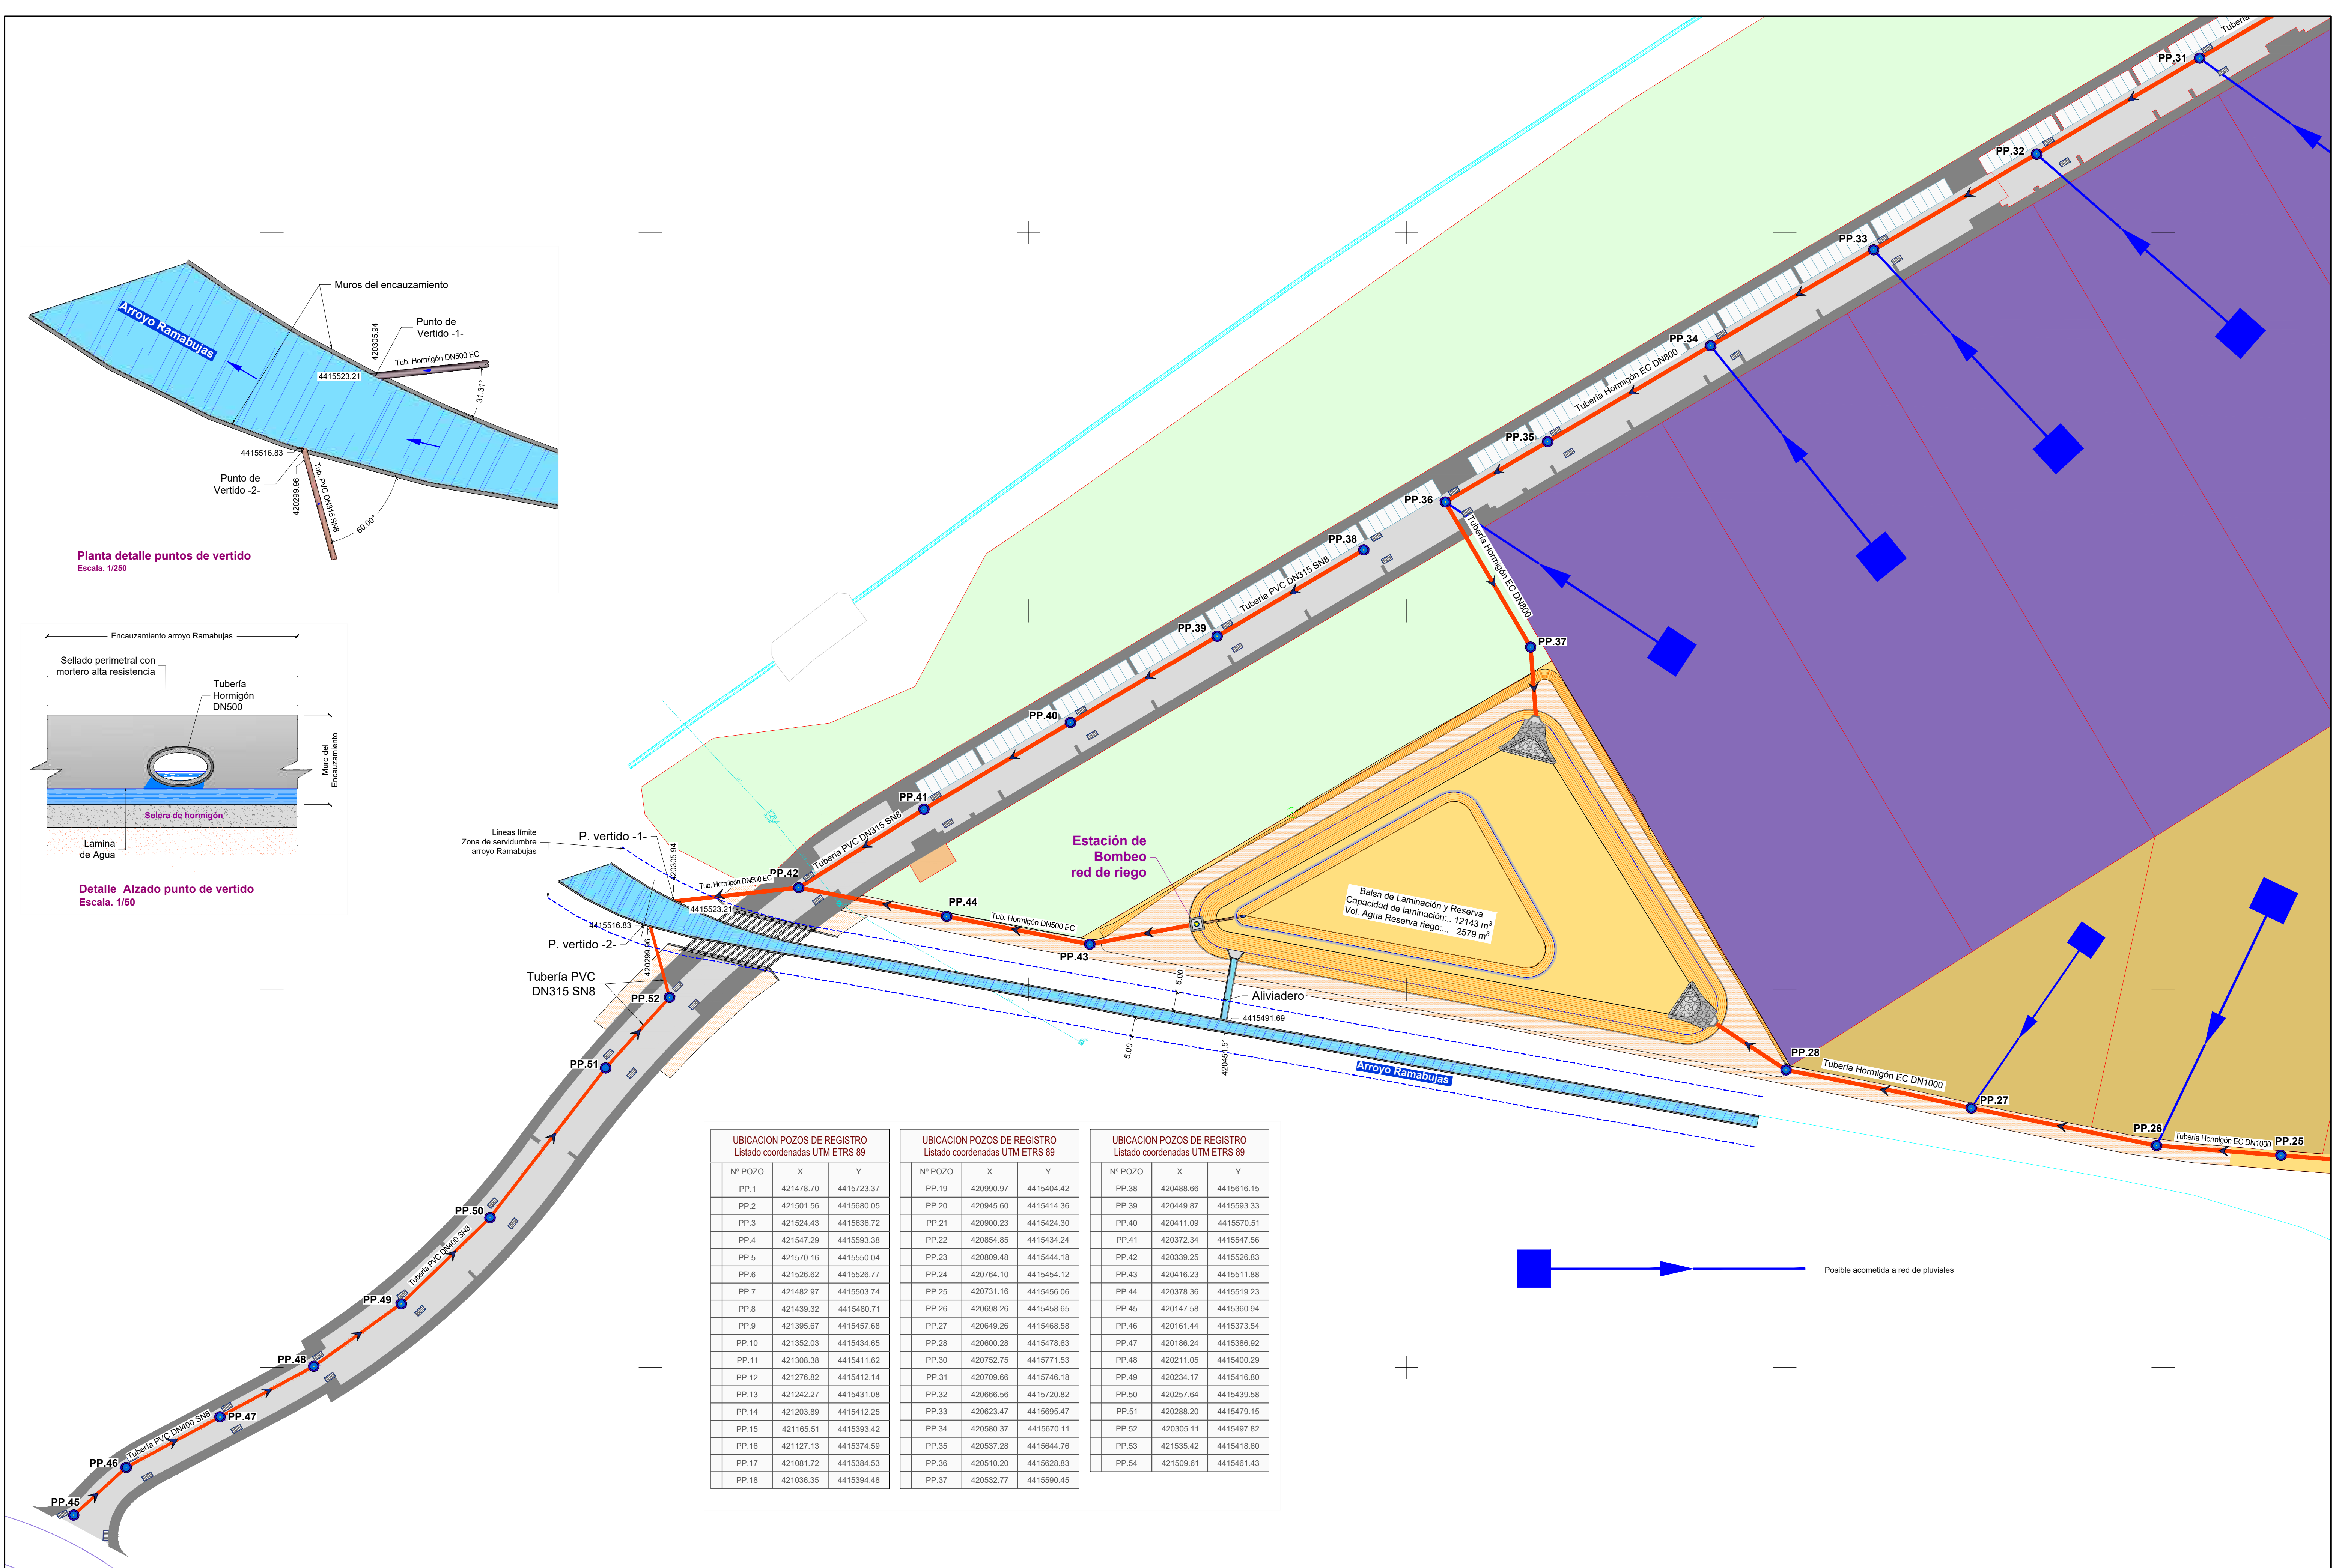 Tubería
PP.31
PP.32
PP.33
PP.34
Tubería Hormigón EC DN800
PP.35
PP.36
Tubería Hormigón EC DN800
PP.37
PP.38
Tubería PVC DN315 SN8
PP.39
PP.40
PP.41
Tubería PVC DN315 SN8
PP.42
Muros del encauzamiento
Arroyo Ramabujas
Punto de
Vertido -1-
420305.94
Tub. Hormigón DN500 EC
4415523.21
31.31°
4415516.83
Punto de
Vertido -2-
420299.96
Tub. PVC DN315 SN8
60.00°
Planta detalle puntos de vertido
Escala. 1/250
Encauzamiento arroyo Ramabujas
Sellado perimetral con
mortero alta resistencia
Tubería
Hormigón
DN500
Muro del
Encauzamiento
Solera de hormigón
Lamina
de Agua
Detalle  Alzado punto de vertido
Escala. 1/50
Lineas límite
Zona de servidumbre
arroyo Ramabujas
P. vertido -1-
420305.94
Tub. Hormigón DN500 EC
4415523.21
4415516.83
P. vertido -2-
420299.96
Tubería PVC
DN315 SN8
PP.44
Tub. Hormigón DN500 EC
PP.43
Estación de
Bombeo
red de riego
Balsa de Laminación y Reserva
Capacidad de laminación:.. 12143 m³
Vol. Agua Reserva riego:... 2579 m³
5.00
5.00
Aliviadero
4415491.69
420451.51
Arroyo Ramabujas
PP.28
Tubería Hormigón EC DN1000
PP.27
PP.26
Tubería Hormigón EC DN1000
PP.25
PP.52
PP.51
PP.50
Tubería PVC DN400 SN8
PP.49
PP.48
PP.47
Tubería PVC DN400 SN8
PP.46
PP.45
UBICACION POZOS DE REGISTRO
Listado coordenadas UTM ETRS 89
Nº POZO X Y
PP.1 421478.70 4415723.37
PP.2 421501.56 4415680.05
PP.3 421524.43 4415636.72
PP.4 421547.29 4415593.38
PP.5 421570.16 4415550.04
PP.6 421526.62 4415526.77
PP.7 421482.97 4415503.74
PP.8 421439.32 4415480.71
PP.9 421395.67 4415457.68
PP.10 421352.03 4415434.65
PP.11 421308.38 4415411.62
PP.12 421276.82 4415412.14
PP.13 421242.27 4415431.08
PP.14 421203.89 4415412.25
PP.15 421165.51 4415393.42
PP.16 421127.13 4415374.59
PP.17 421081.72 4415384.53
PP.18 421036.35 4415394.48
UBICACION POZOS DE REGISTRO
Listado coordenadas UTM ETRS 89
Nº POZO X Y
PP.19 420990.97 4415404.42
PP.20 420945.60 4415414.36
PP.21 420900.23 4415424.30
PP.22 420854.85 4415434.24
PP.23 420809.48 4415444.18
PP.24 420764.10 4415454.12
PP.25 420731.16 4415456.06
PP.26 420698.26 4415458.65
PP.27 420649.26 4415468.58
PP.28 420600.28 4415478.63
PP.30 420752.75 4415771.53
PP.31 420709.66 4415746.18
PP.32 420666.56 4415720.82
PP.33 420623.47 4415695.47
PP.34 420580.37 4415670.11
PP.35 420537.28 4415644.76
PP.36 420510.20 4415628.83
PP.37 420532.77 4415590.45
UBICACION POZOS DE REGISTRO
Listado coordenadas UTM ETRS 89
Nº POZO X Y
PP.38 420488.66 4415616.15
PP.39 420449.87 4415593.33
PP.40 420411.09 4415570.51
PP.41 420372.34 4415547.56
PP.42 420339.25 4415526.83
PP.43 420416.23 4415511.88
PP.44 420378.36 4415519.23
PP.45 420147.58 4415360.94
PP.46 420161.44 4415373.54
PP.47 420186.24 4415386.92
PP.48 420211.05 4415400.29
PP.49 420234.17 4415416.80
PP.50 420257.64 4415439.58
PP.51 420288.20 4415479.15
PP.52 420305.11 4415497.82
PP.53 421535.42 4415418.60
PP.54 421509.61 4415461.43
Posible acometida a red de pluviales